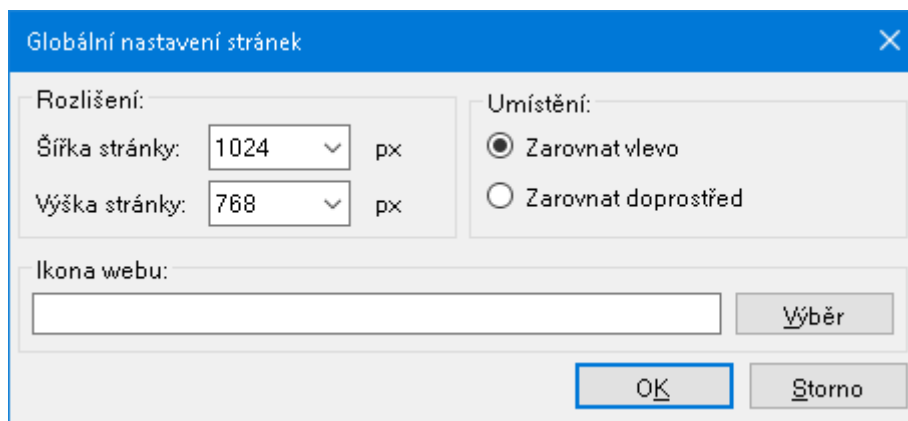 Globální nastavení stránek
Rozlišení:
Šířka stránky: 1024 px
Výška stránky: 768 px
Umístění:
Zarovnat vlevo
Zarovnat doprostřed
Ikona webu:
Výběr
OK
Storno